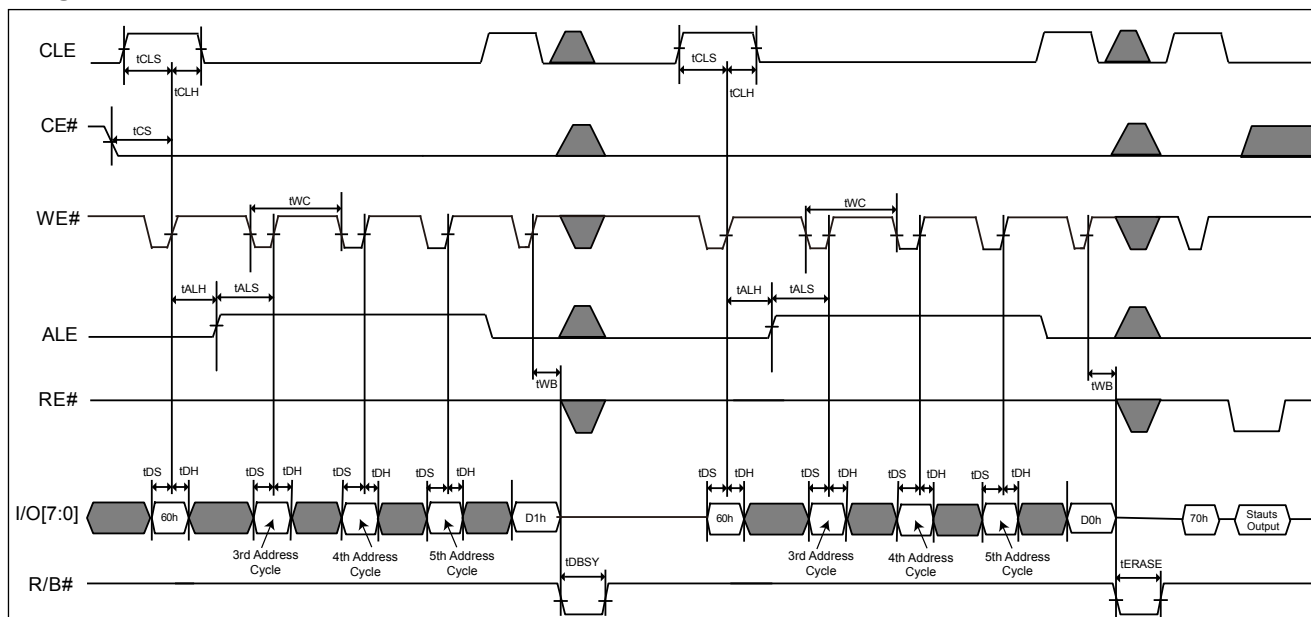 CLE
tCLS
tCLH
tCLS
tCLH
CE#
tCS
WE#
tWC
tWC
ALE
tALH
tALS
tALH
tALS
tWB
tWB
RE#
tDS
tDH
tDS
tDH
tDS
tDH
tDS
tDH
tDS
tDH
tDS
tDH
tDS
tDH
tDS
tDH
I/O[7:0]
60h
D1h
60h
D0h
70h
Stauts
Output
3rd Address
Cycle
4th Address
Cycle
5th Address
Cycle
3rd Address
Cycle
4th Address
Cycle
5th Address
Cycle
R/B#
tDBSY
tERASE